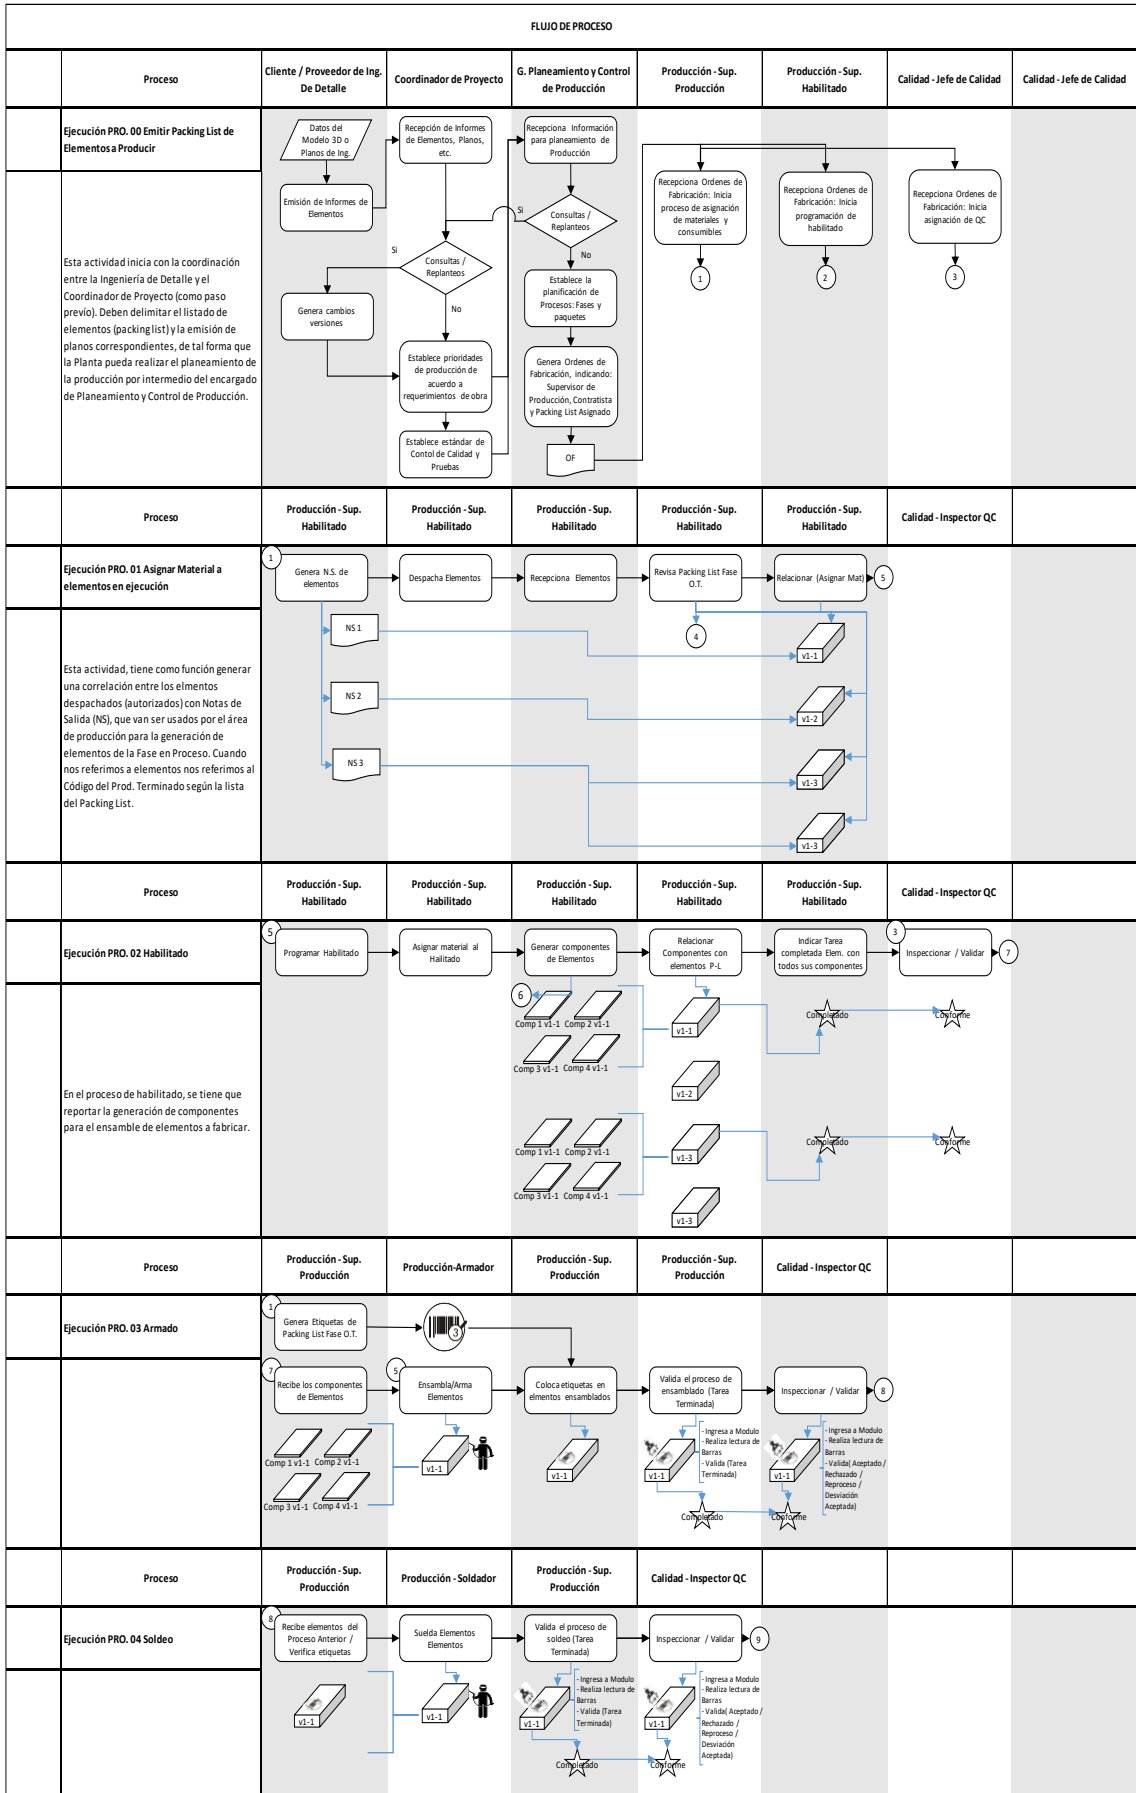 FLUJO DE PROCESO
Proceso
Cliente / Proveedor de Ing.
De Detalle
Coordinador de Proyecto
G. Planeamiento y Control
de Producción
Producción - Sup.
Producción
Producción - Sup.
Habilitado
Calidad - Jefe de Calidad
Calidad - Jefe de Calidad
Ejecución PRO. 00 Emitir Packing List de
Elementos a Producir
Esta actividad inicia con la coordinación
entre la Ingeniería de Detalle y el
Coordinador de Proyecto (como paso
previo). Deben delimitar el listado de
elementos (packing list) y la emisión de
planos correspondientes, de tal forma que
la Planta pueda realizar el planeamiento de
la producción por intermedio del encargado
de Planeamiento y Control de Producción.
Datos del
Modelo 3D o
Planos de Ing.
Emisión de Informes de
Elementos
Si
Genera cambios
versiones
Recepción de Informes
de Elementos, Planos,
etc.
Consultas /
Replanteos
No
Establece prioridades
de producción de
acuerdo a
requerimientos de obra
Establece estándar de
Contol de Calidad y
Pruebas
Recepciona Información
para planeamiento de
Producción
Si
Consultas /
Replanteos
No
Establece la
planificación de
Procesos: Fases y
paquetes
Genera Ordenes de
Fabricación, indicando:
Supervisor de
Producción, Contratista
y Packing List Asignado
OF
Recepciona Ordenes de
Fabricación: Inicia
proceso de asignación
de materiales y
consumibles
1
Recepciona Ordenes de
Fabricación: Inicia
programación de
habilitado
2
Recepciona Ordenes de
Fabricación: Inicia
asignación de QC
3
Proceso
Producción - Sup.
Habilitado
Producción - Sup.
Habilitado
Producción - Sup.
Habilitado
Producción - Sup.
Habilitado
Producción - Sup.
Habilitado
Calidad - Inspector QC
Ejecución PRO. 01 Asignar Material a
elementos en ejecución
Esta actividad, tiene como función generar
una correlación entre los elmentos
despachados (autorizados) con Notas de
Salida (NS), que van ser usados por el área
de producción para la generación de
elementos de la Fase en Proceso. Cuando
nos referimos a elementos nos referimos al
Código del Prod. Terminado según la lista
del Packing List.
1
Genera N.S. de
elementos
Despacha Elementos
Recepciona Elementos
Revisa Packing List Fase
O.T.
Relacionar (Asignar Mat)
5
4
NS 1
NS 2
NS 3
v1-1
v1-2
v1-3
v1-3
Proceso
Producción - Sup.
Habilitado
Producción - Sup.
Habilitado
Producción - Sup.
Habilitado
Producción - Sup.
Habilitado
Producción - Sup.
Habilitado
Calidad - Inspector QC
Ejecución PRO. 02 Habilitado
En el proceso de habilitado, se tiene que
reportar la generación de componentes
para el ensamble de elementos a fabricar.
5
Programar Habilitado
Asignar material al
Hailitado
Generar componentes
de Elementos
Relacionar
Componentes con
elementos P-L
Indicar Tarea
completada Elem. con
todos sus componentes
3
Inspeccionar / Validar
7
6
Comp 1 v1-1 Comp 2 v1-1
Comp 3 v1-1 Comp 4 v1-1
v1-1
Completado
Conforme
v1-2
Comp 1 v1-1 Comp 2 v1-1
Comp 3 v1-1 Comp 4 v1-1
v1-3
Completado
Conforme
v1-3
Proceso
Producción - Sup.
Producción
Producción-Armador
Producción - Sup.
Producción
Producción - Sup.
Producción
Calidad - Inspector QC
Ejecución PRO. 03 Armado
1
Genera Etiquetas de
Packing List Fase O.T.
3
7
Recibe los componentes
de Elementos
5
Ensambla/Arma
Elementos
Coloca etiquetas en
elmentos ensamblados
Valida el proceso de
ensamblado (Tarea
Terminada)
Inspeccionar / Validar
8
Comp 1 v1-1 Comp 2 v1-1
Comp 3 v1-1 Comp 4 v1-1
v1-1
v1-1
v1-1
- Ingresa a Modulo
- Realiza lectura de
Barras
- Valida (Tarea
Terminada)
Completado
v1-1
- Ingresa a Modulo
- Realiza lectura de
Barras
- Valida( Aceptado /
Rechazado /
Reproceso /
Desviación
Aceptada)
Conforme
Proceso
Producción - Sup.
Producción
Producción - Soldador
Producción - Sup.
Producción
Calidad - Inspector QC
Ejecución PRO. 04 Soldeo
8
Recibe elementos del
Proceso Anterior /
Verifica etiquetas
Suelda Elementos
Elementos
Valida el proceso de
soldeo (Tarea
Terminada)
Inspeccionar / Validar
9
v1-1
v1-1
v1-1
- Ingresa a Modulo
- Realiza lectura de
Barras
- Valida (Tarea
Terminada)
Completado
v1-1
- Ingresa a Modulo
- Realiza lectura de
Barras
- Valida( Aceptado /
Rechazado /
Reproceso /
Desviación
Aceptada)
Conforme